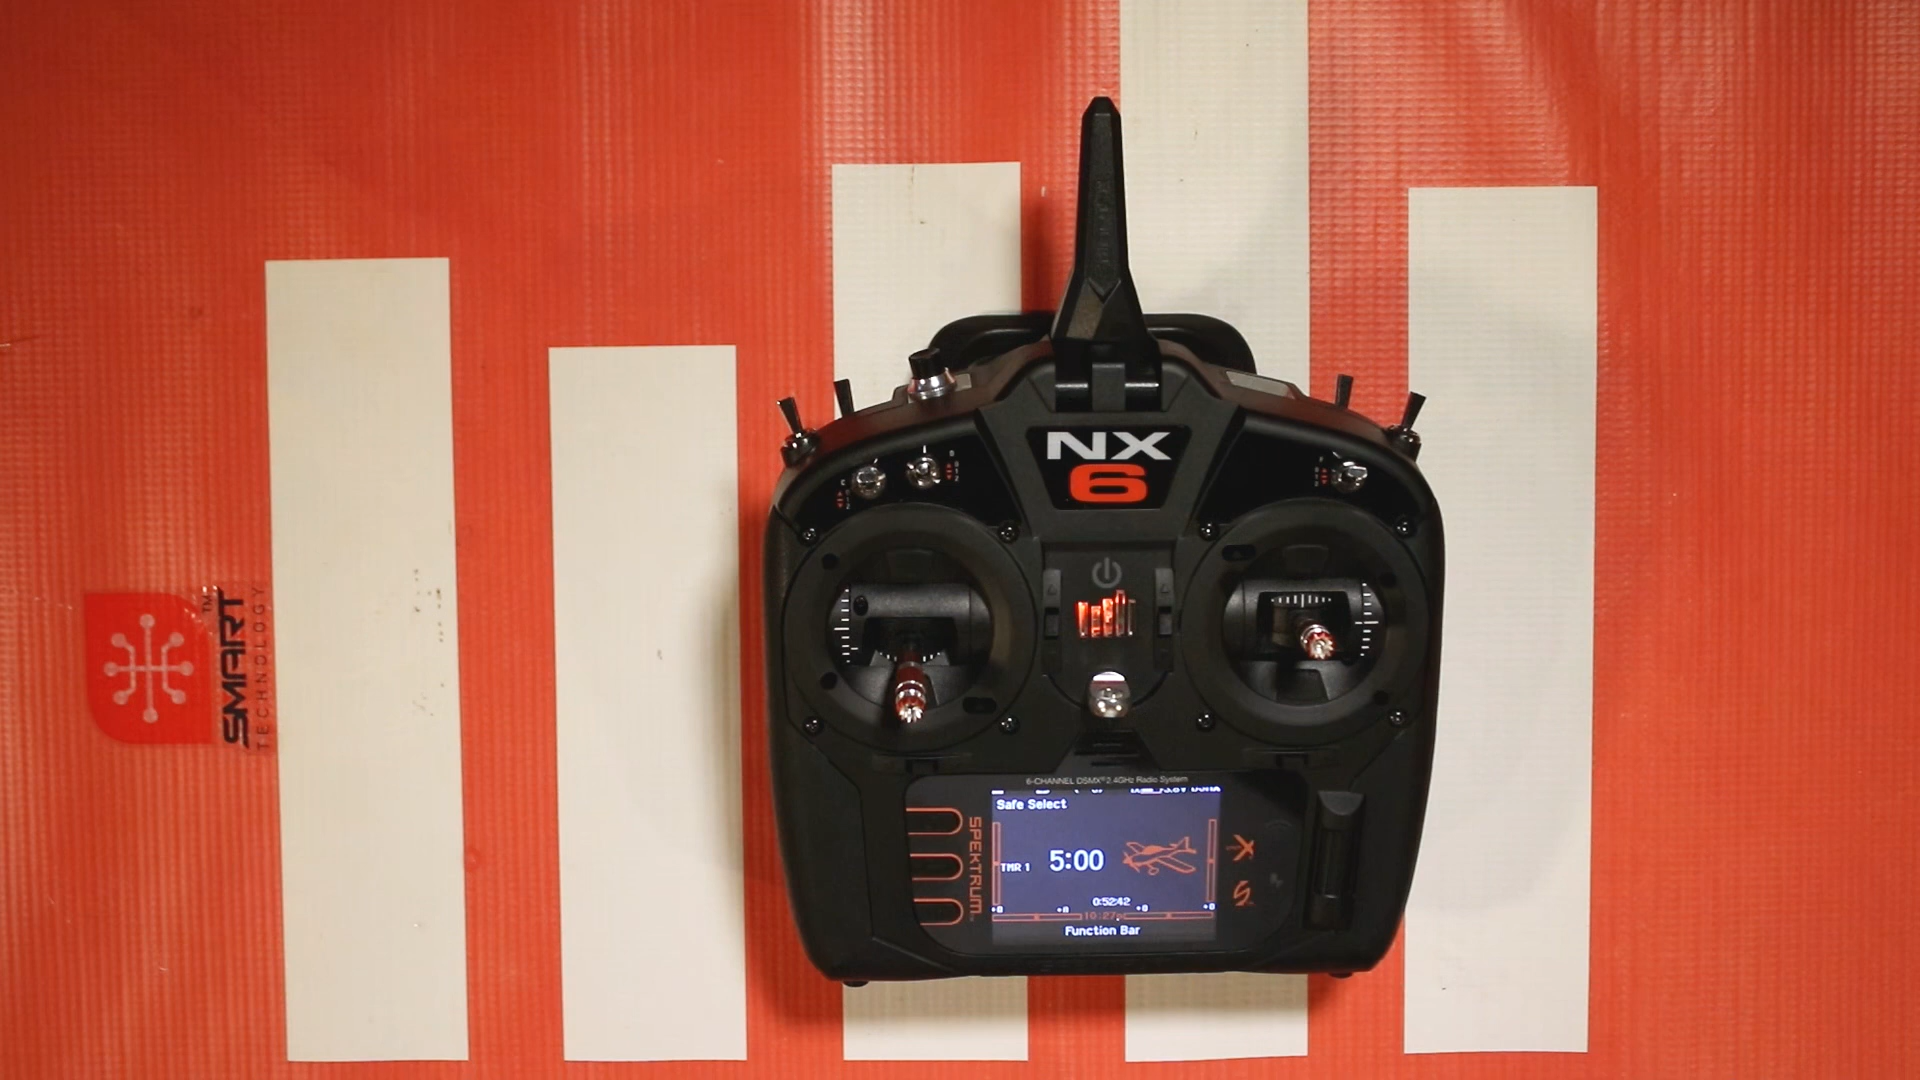 NX
6
SMART™
TECHNOLOGY
6-CHANNEL DSMX® 2.4GHz Radio System
SPEKTRUM
Safe Select
TMR 1
5:00
0:52:42
Function Bar